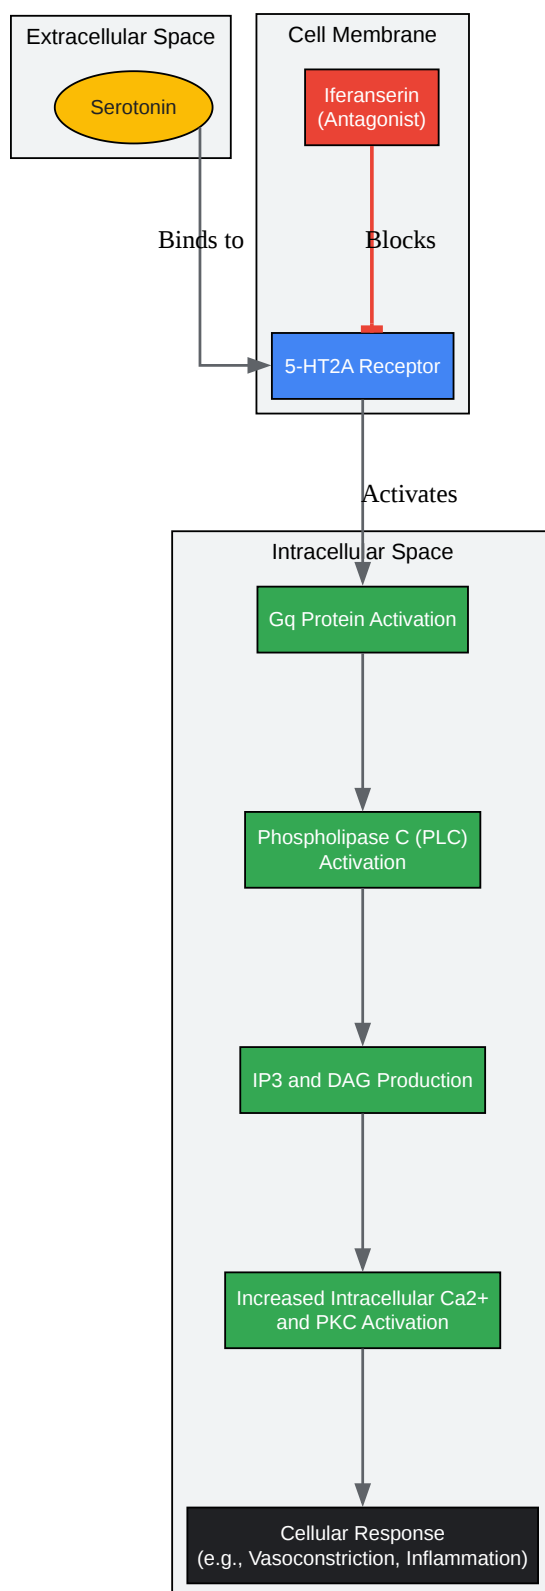 Extracellular Space
Serotonin
Cell Membrane
Iferanserin
(Antagonist)
Binds to
Blocks
5-HT2A Receptor
Activates
Intracellular Space
Gq Protein Activation
Phospholipase C (PLC)
Activation
IP3 and DAG Production
Increased Intracellular Ca2+
and PKC Activation
Cellular Response
(e.g., Vasoconstriction, Inflammation)